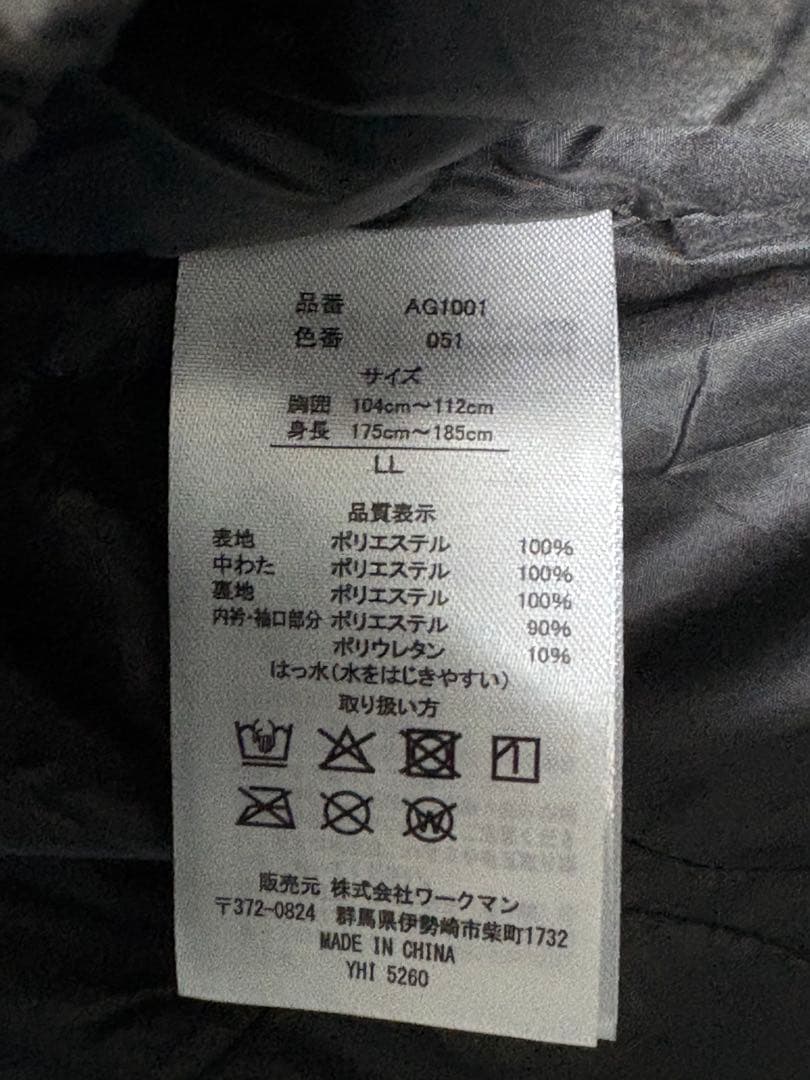 品番 AG1001
色番 051
サイズ
胸囲 104cm～112cm
身長 175cm～185cm
LL
品質表示
表地 ポリエステル 100%
中わた ポリエステル 100%
裏地 ポリエステル 100%
内衿・袖口部分 ポリエステル 90%
ポリウレタン 10%
はっ水(水をはじきやすい)
取り扱い方
W
販売元 株式会社ワークマン
〒372-0824 群馬県伊勢崎市柴町1732
MADE IN CHINA
YHI 5260